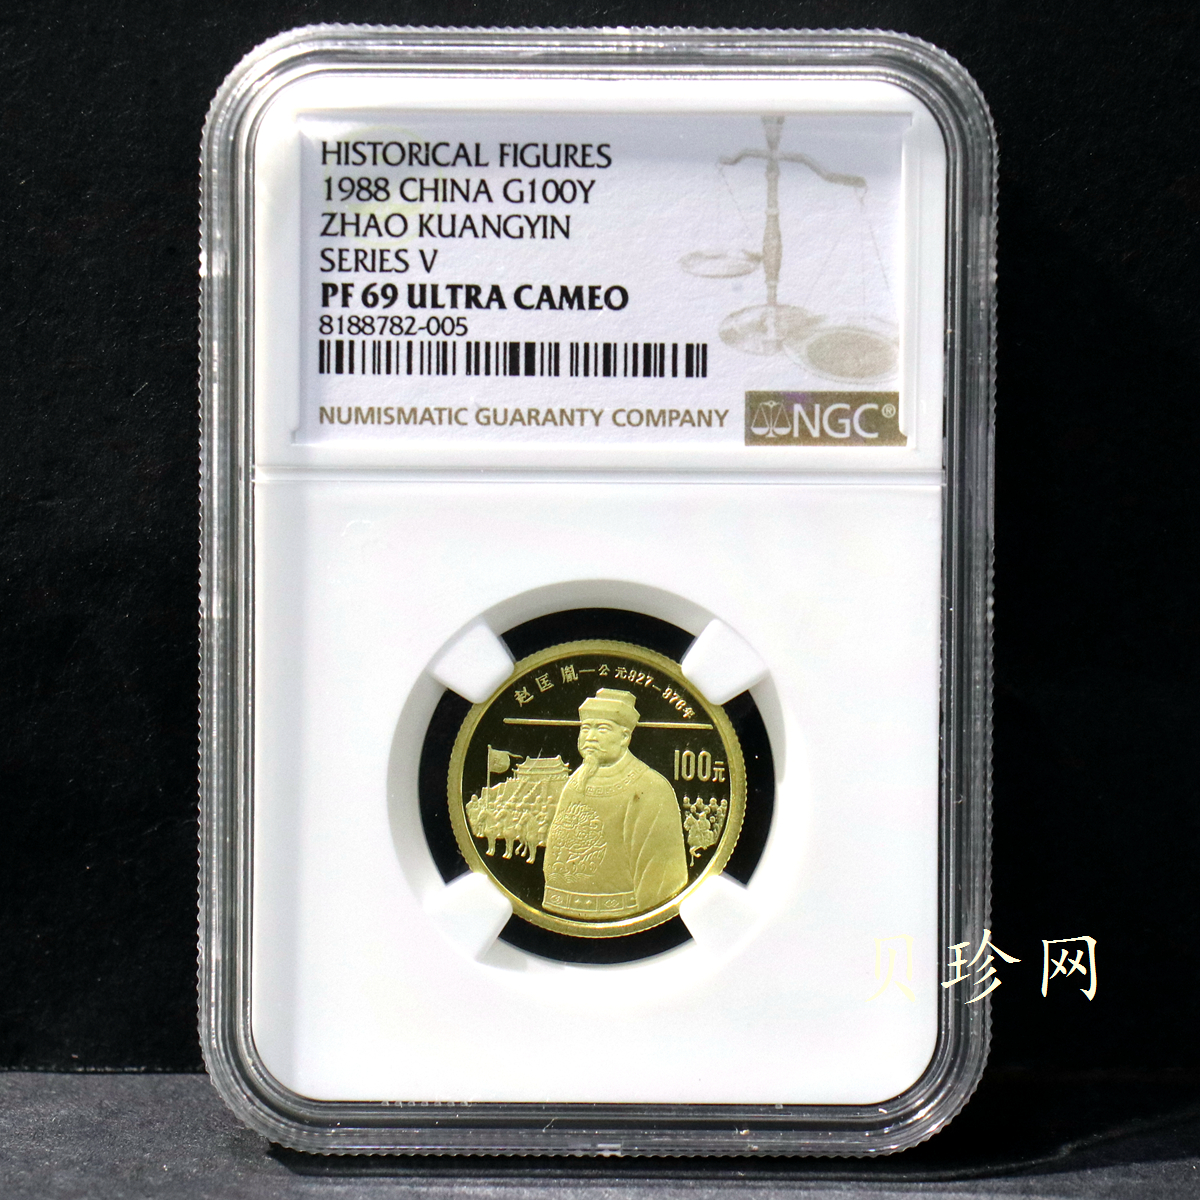 HISTORICAL FIGURES
1988 CHINA G100Y
ZHAO KUANGYIN
SERIES V
PF 69 ULTRA CAMEO
8188782-005
NUMISMATIC GUARANTY COMPANY
NGC®
赵匡胤—公元927-976年
100元
贝珍网